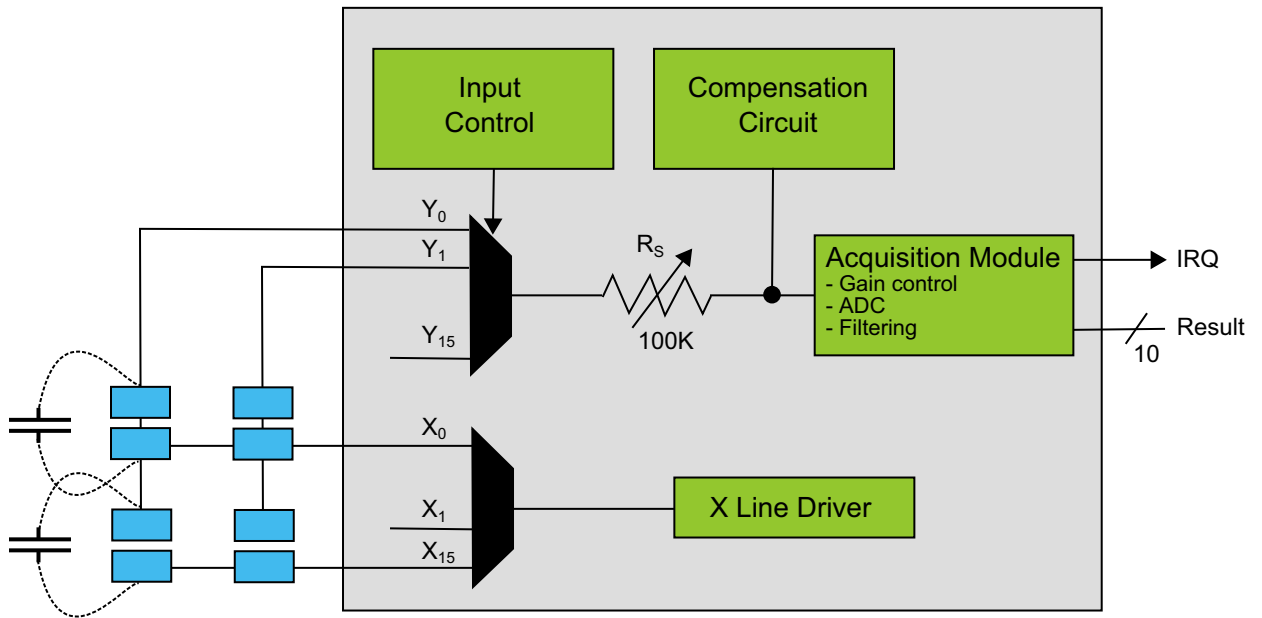 Input
Control
Compensation
Circuit
Y0
Y1
Y15
RS
100K
Acquisition Module
- Gain control
- ADC
- Filtering
IRQ
Result
10
X0
X1
X15
X Line Driver